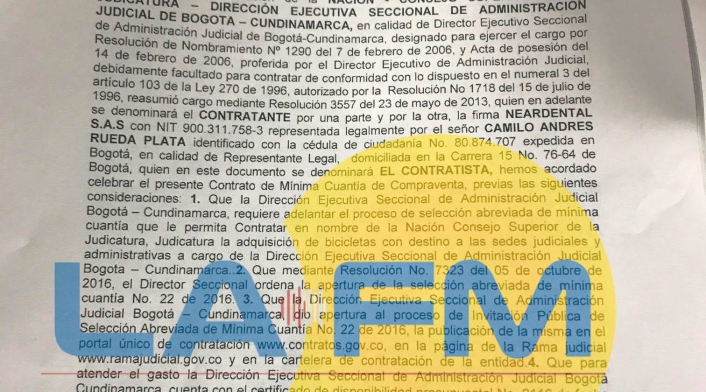 JUDICATURA – DIRECCIÓN EJECUTIVA SECCIONAL DE ADMINISTRACIÓN
JUDICIAL DE BOGOTA – CUNDINAMARCA, en calidad de Director Ejecutivo Seccional
de Administración Judicial de Bogotá-Cundinamarca, designado para ejercer el cargo por
Resolución de Nombramiento Nº 1290 del 7 de febrero de 2006, y Acta de posesión del
14 de febrero de 2006, proferida por el Director Ejecutivo de Administración Judicial,
debidamente facultado para contratar de conformidad con lo dispuesto en el numeral 3 del
artículo 103 de la Ley 270 de 1996, autorizado por la Resolución No 1718 del 15 de julio de
1996, reasumió cargo mediante Resolución 3557 del 23 de mayo de 2013, quien en adelante
se denominará el CONTRATANTE por una parte y por la otra, la firma NEARDENTAL
S.A.S con NIT 900.311.758-3 representada legalmente por el señor CAMILO ANDRES
RUEDA PLATA identificado con la cédula de ciudadanía No. 80.874.707 expedida en
Bogotá, en calidad de Representante Legal, domiciliada en la Carrera 15 No. 76-64 de
Bogotá, quien en este documento se denominará EL CONTRATISTA, hemos acordado
celebrar el presente Contrato de Mínima Cuantía de Compraventa, previas las siguientes
consideraciones: 1. Que la Dirección Ejecutiva Seccional de Administración Judicial
Bogotá – Cundinamarca, requiere adelantar el proceso de selección abreviada de mínima
cuantía que le permita Contratar en nombre de la Nación Consejo Superior de la
Judicatura, Judicatura la adquisición de bicicletas con destino a las sedes judiciales y
administrativas a cargo de la Dirección Ejecutiva Seccional de Administración Judicial
Bogota – Cundinamarca. 2. Que mediante Resolución No. 7323 del 05 de octubre de
2016, el Director Seccional ordena la apertura de la selección abreviada de mínima
cuantía No. 22 de 2016. 3. Que la Dirección Ejecutiva Seccional de Administración
Judicial Bogotá – Cundinamarca, dio apertura al proceso de Invitación Pública de
Selección Abreviada de Mínima Cuantía No. 22 de 2016, la publicación de la misma en el
portal único de contratación www.contratos.gov.co, en la página de la Rama judicial
www.ramajudicial.gov.co y en la cartelera de contratación de la entidad. 4. Que para
atender el gasto la Dirección Ejecutiva Seccional de Administración Judicial Bogotá
Cundinamarca, cuenta con el certificado de disponibilidad presupuestal No.
LA FM